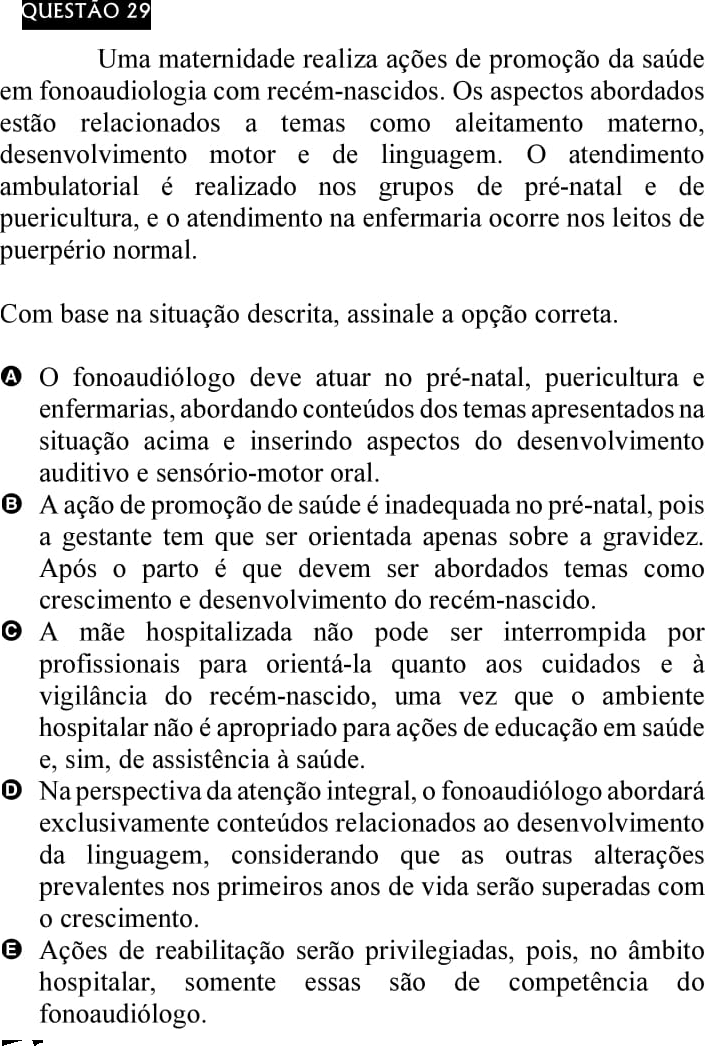 QUESTÃO 29
Uma maternidade realiza ações de promoção da saúde
em fonoaudiologia com recém-nascidos. Os aspectos abordados
estão relacionados a temas como aleitamento materno,
desenvolvimento motor e de linguagem. O atendimento
ambulatorial é realizado nos grupos de pré-natal e de
puericultura, e o atendimento na enfermaria ocorre nos leitos de
puerpério normal.
Com base na situação descrita, assinale a opção correta.
A O fonoaudiólogo deve atuar no pré-natal, puericultura e
enfermarias, abordando conteúdos dos temas apresentados na
situação acima e inserindo aspectos do desenvolvimento
auditivo e sensório-motor oral.
B A ação de promoção de saúde é inadequada no pré-natal, pois
a gestante tem que ser orientada apenas sobre a gravidez.
Após o parto é que devem ser abordados temas como
crescimento e desenvolvimento do recém-nascido.
C A mãe hospitalizada não pode ser interrompida por
profissionais para orientá-la quanto aos cuidados e à
vigilância do recém-nascido, uma vez que o ambiente
hospitalar não é apropriado para ações de educação em saúde
e, sim, de assistência à saúde.
D Na perspectiva da atenção integral, o fonoaudiólogo abordará
exclusivamente conteúdos relacionados ao desenvolvimento
da linguagem, considerando que as outras alterações
prevalentes nos primeiros anos de vida serão superadas com
o crescimento.
E Ações de reabilitação serão privilegiadas, pois, no âmbito
hospitalar, somente essas são de competência do
fonoaudiólogo.